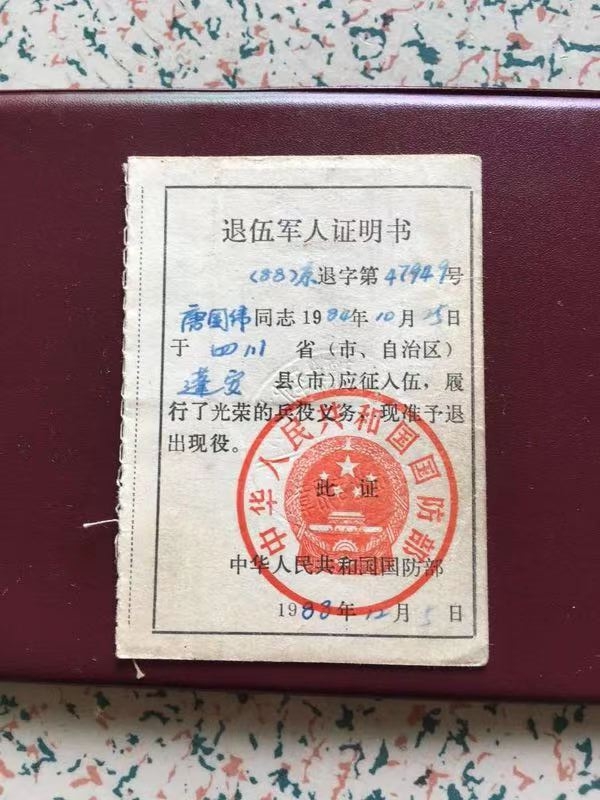 退伍军人证明书
(88)京退字第47949号
唐国伟同志1984年10月25日
于四川省(市、自治区)
蓬安县(市)应征入伍,履
行了光荣的兵役义务,现准予退
出现役。
此证
中华人民共和国国防部
中华人民共和国国防部
1988年12月5日